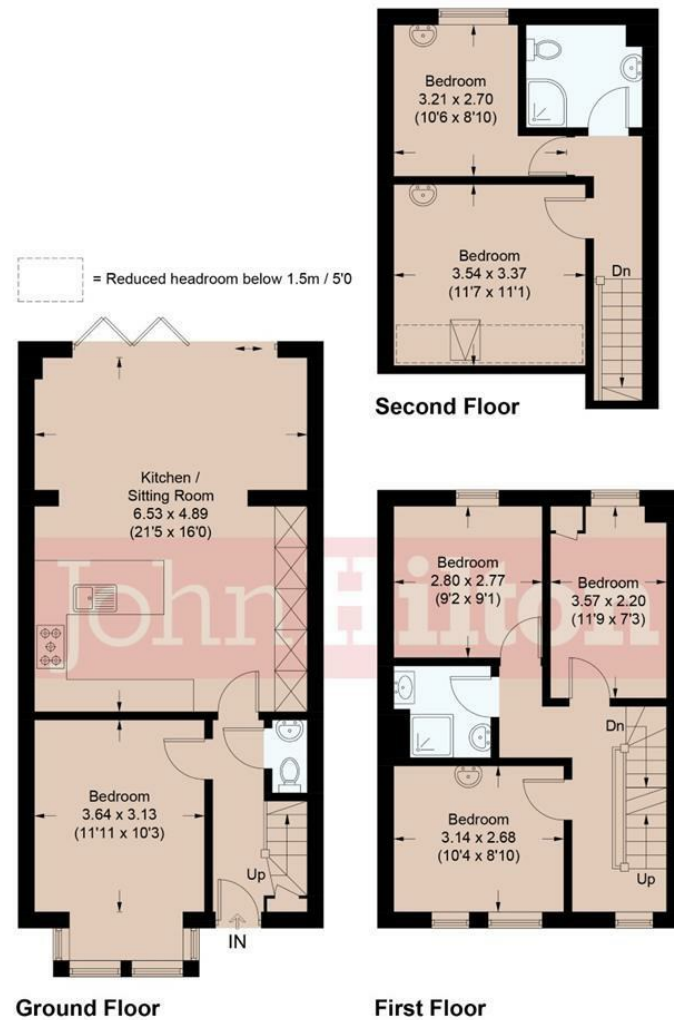 Bedroom
3.21 x 2.70
(10'6 x 8'10)
Bedroom
3.54 x 3.37
(11'7 x 11'1)
Dn
Second Floor
= Reduced headroom below 1.5m / 5'0
Kitchen /
Sitting Room
6.53 x 4.89
(21'5 x 16'0)
Bedroom
3.64 x 3.13
(11'11 x 10'3)
Up
IN
Ground Floor
Bedroom
2.80 x 2.77
(9'2 x 9'1)
Bedroom
3.57 x 2.20
(11'9 x 7'3)
Dn
Bedroom
3.14 x 2.68
(10'4 x 8'10)
Up
First Floor
JohnHilton